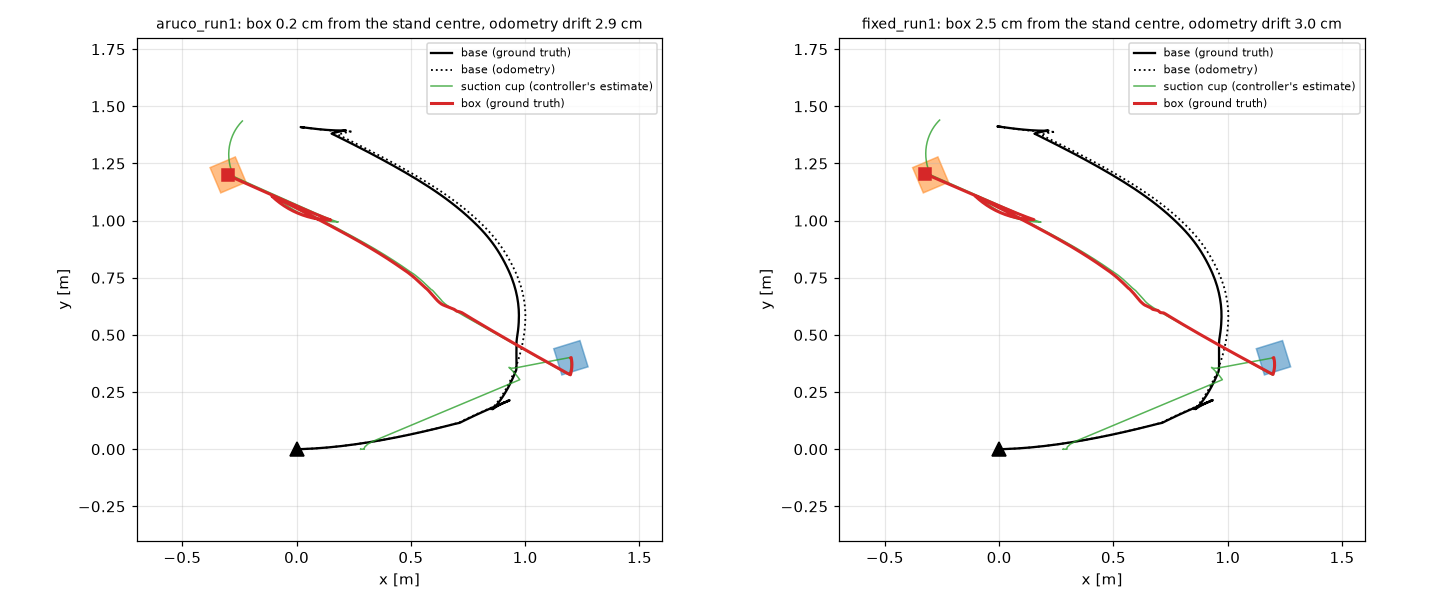 aruco_run1: box 0.2 cm from the stand centre, odometry drift 2.9 cm
base (ground truth)
base (odometry)
suction cup (controller's estimate)
box (ground truth)
1.75
1.50
1.25
1.00
0.75
0.50
0.25
0.00
−0.25
y [m]
−0.5
0.0
0.5
1.0
1.5
x [m]
fixed_run1: box 2.5 cm from the stand centre, odometry drift 3.0 cm
base (ground truth)
base (odometry)
suction cup (controller's estimate)
box (ground truth)
1.75
1.50
1.25
1.00
0.75
0.50
0.25
0.00
−0.25
y [m]
−0.5
0.0
0.5
1.0
1.5
x [m]